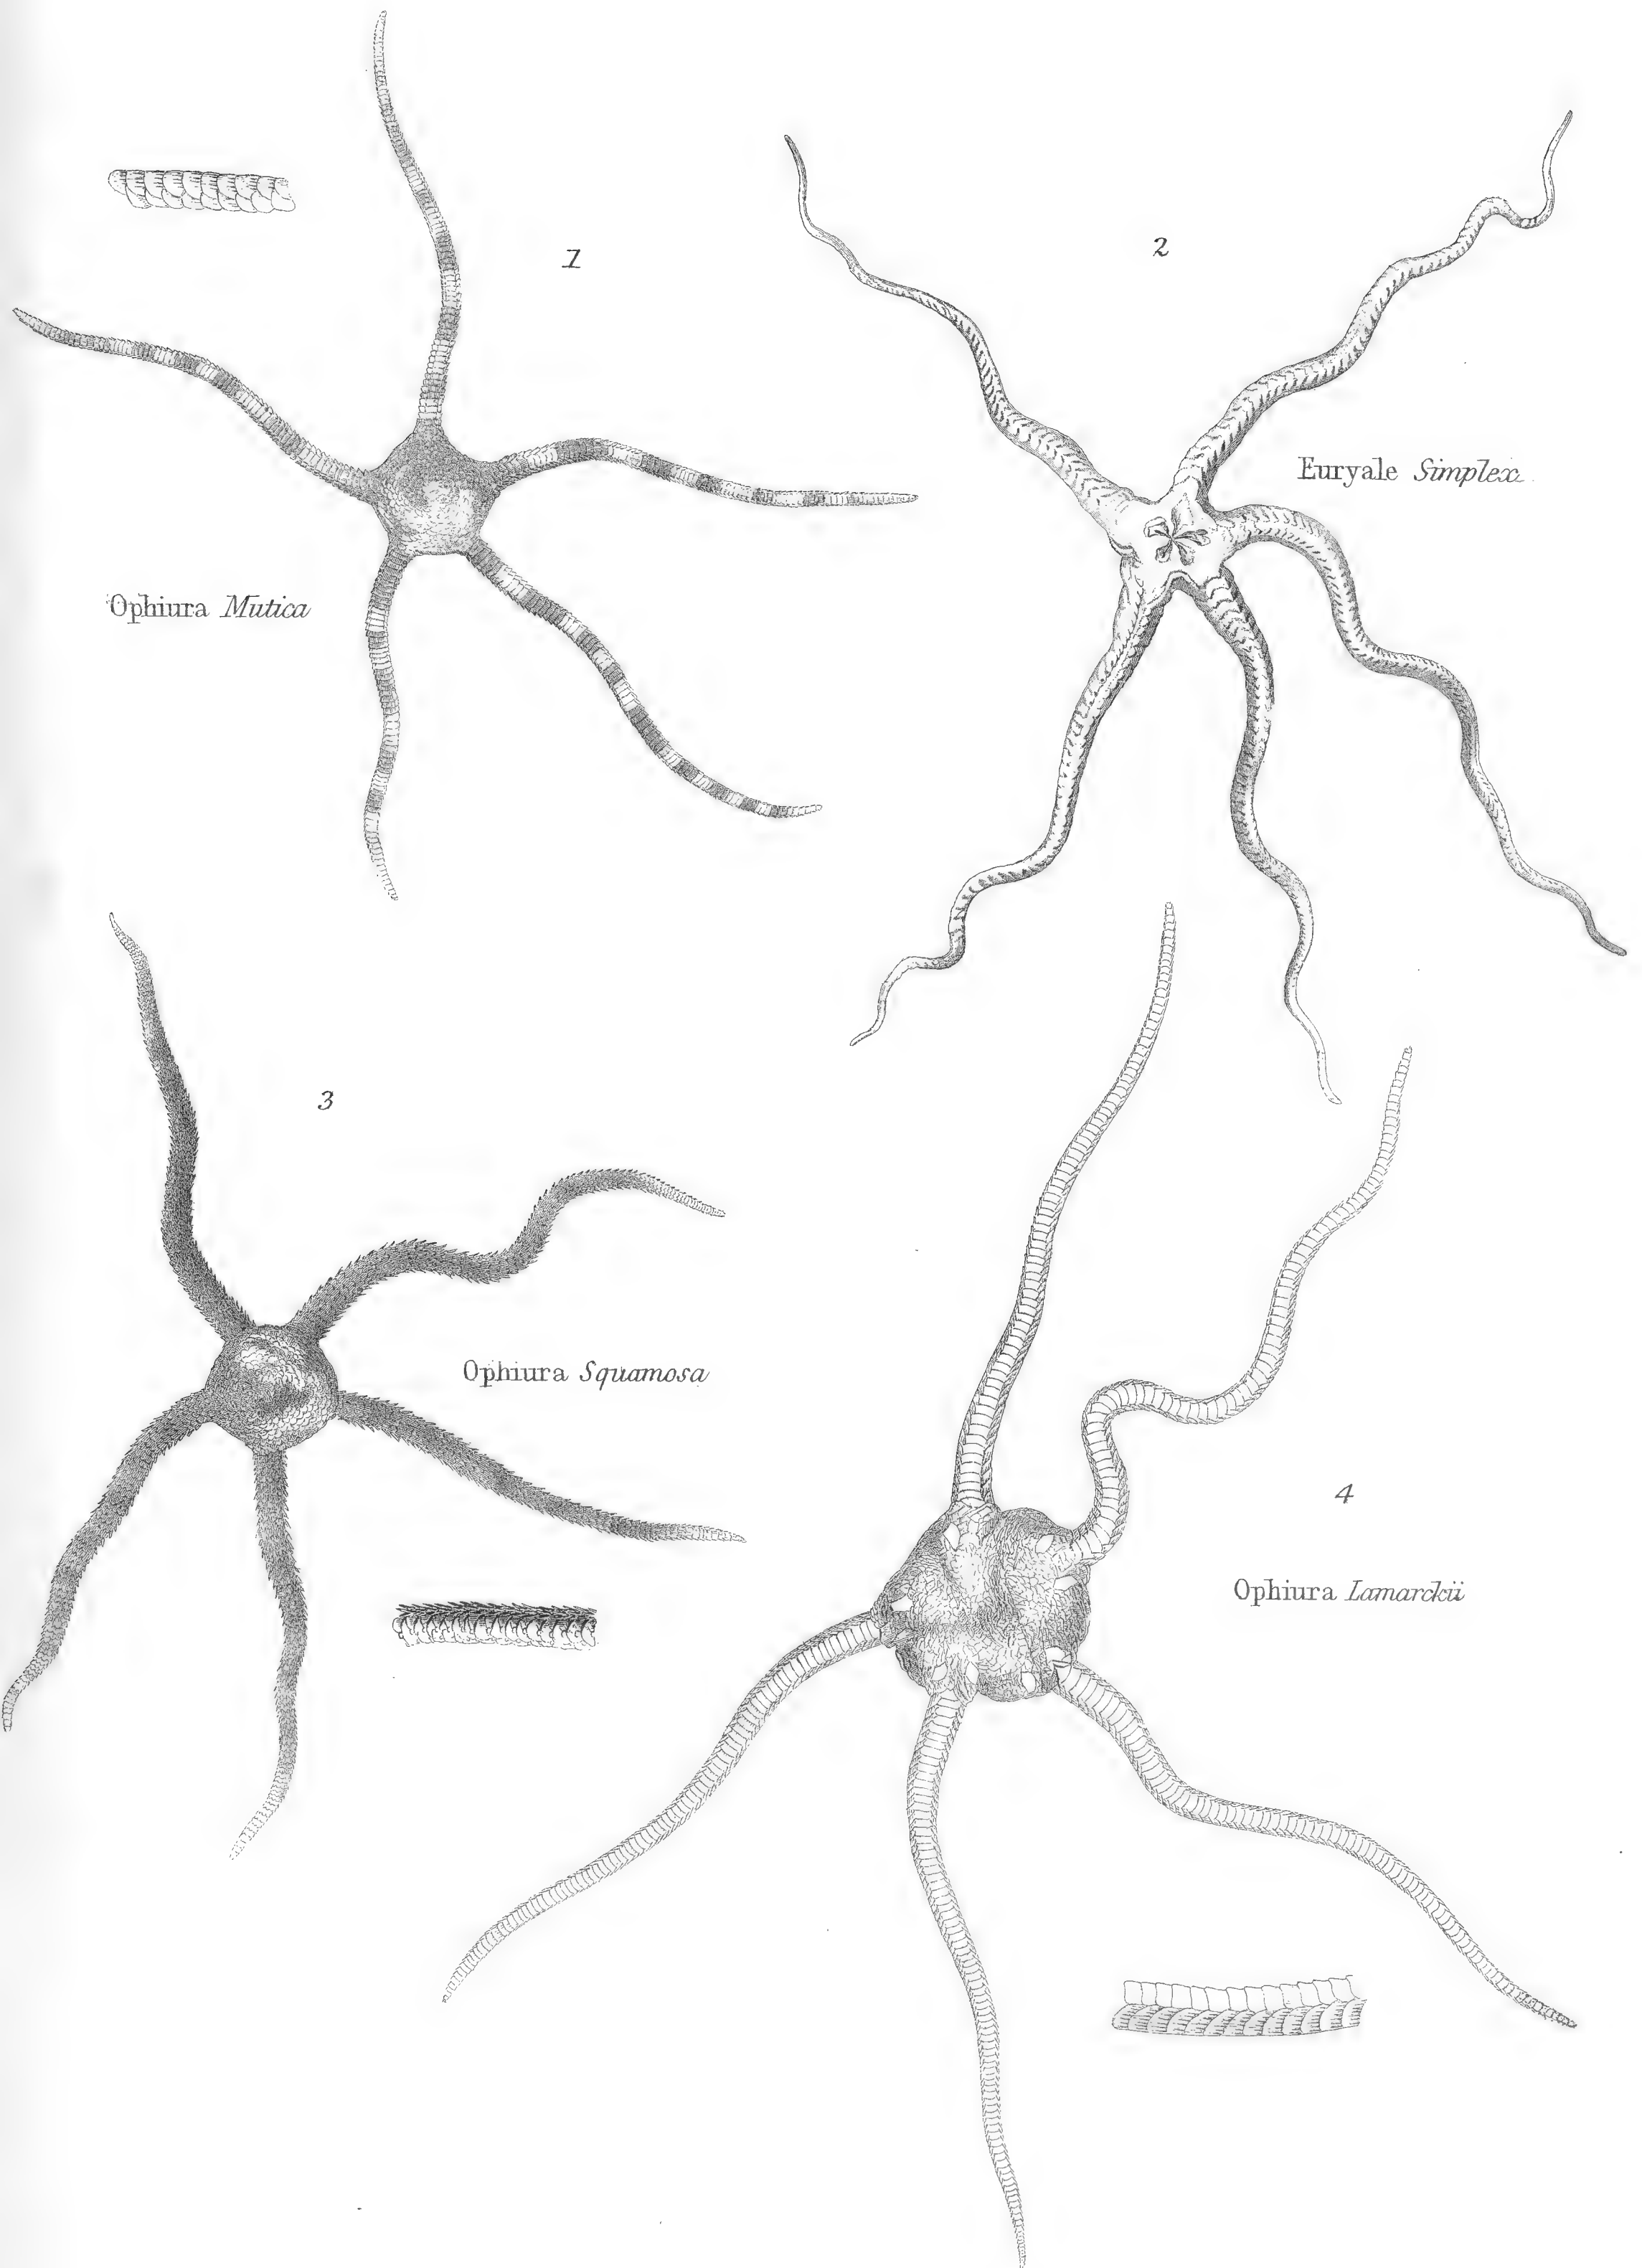 1
2
Euryale Simplex
Ophiura Mutica
3
Ophiura Squamosa
4
Ophiura Lamarckii